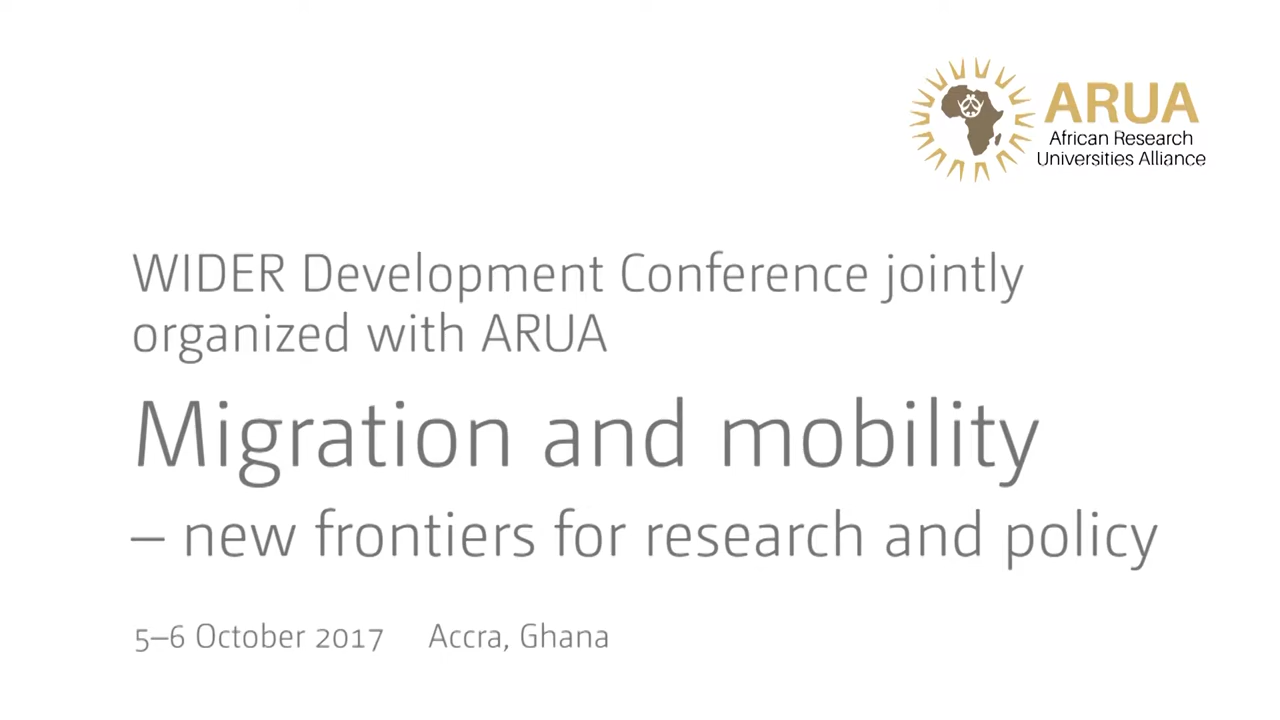 ARUA
African Research
Universities Alliance
WIDER Development Conference jointly
organized with ARUA
Migration and mobility
– new frontiers for research and policy
5–6 October 2017 Accra, Ghana